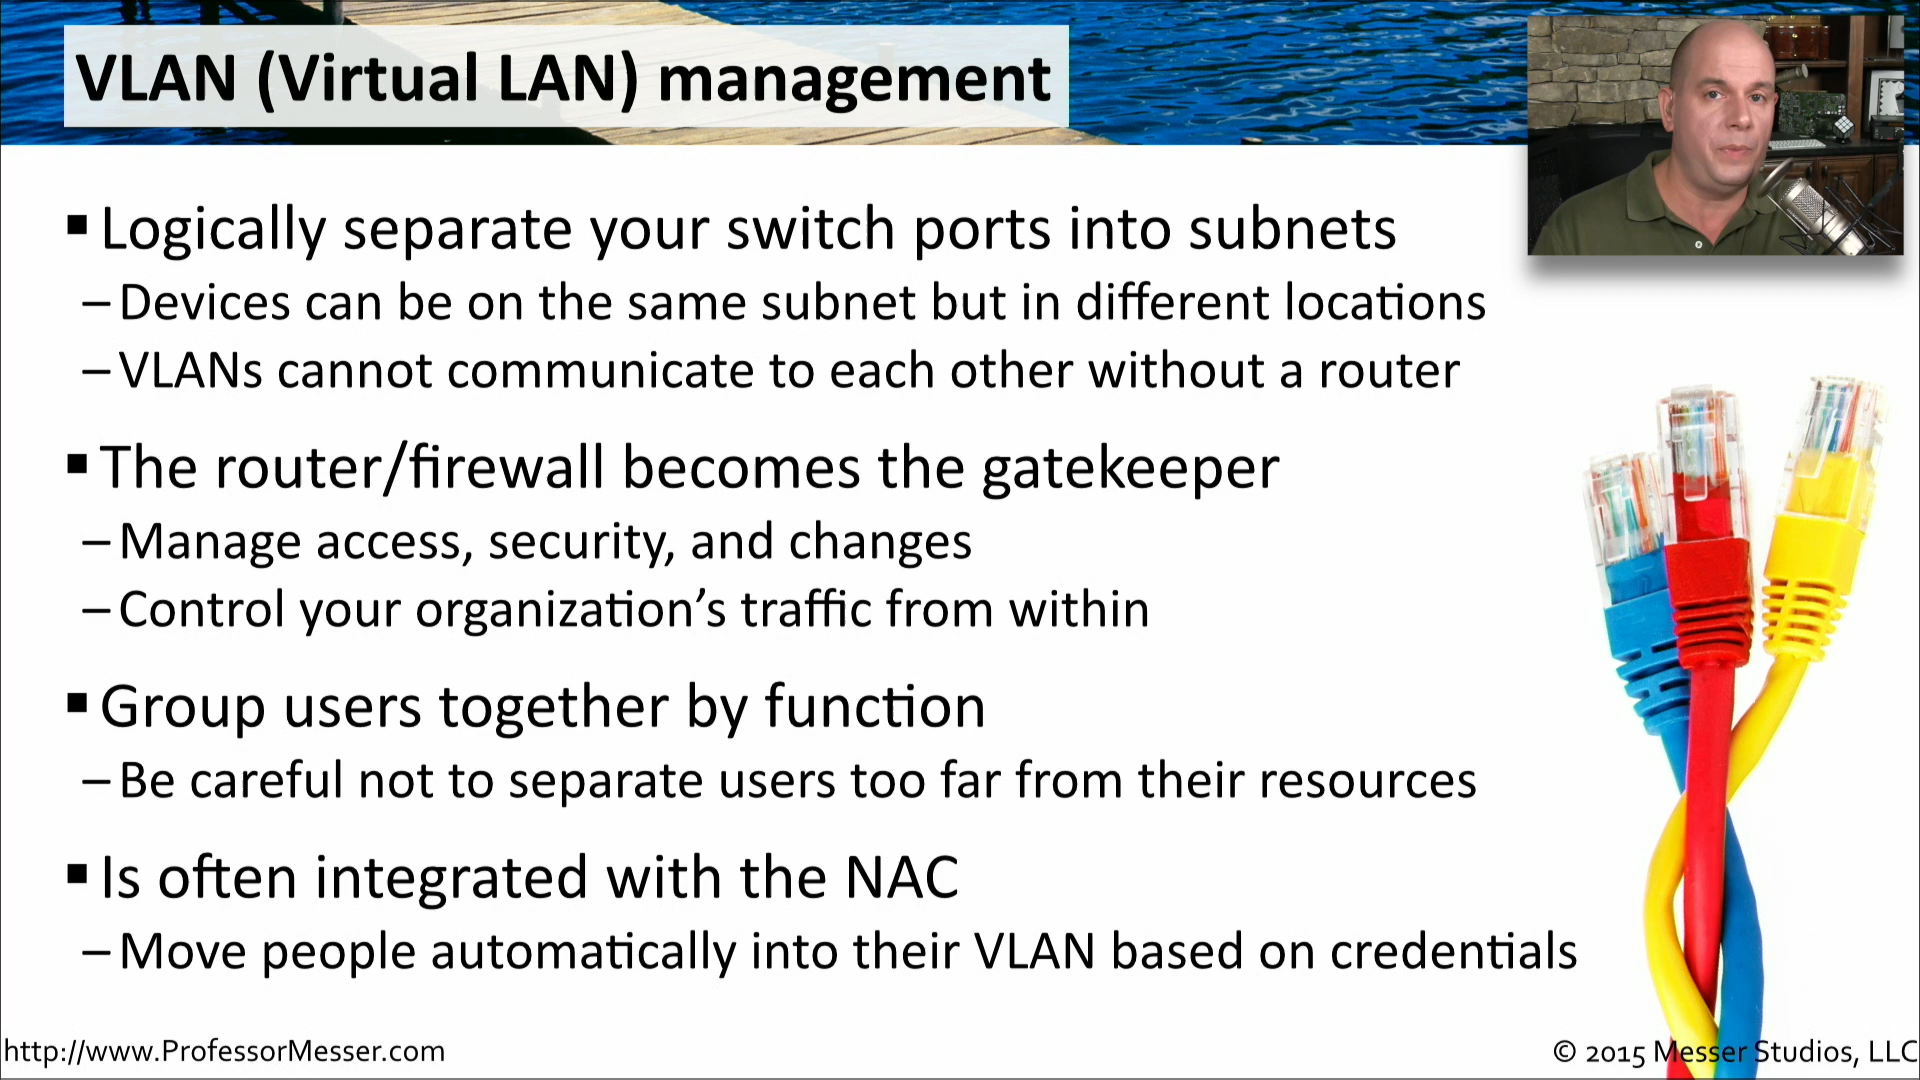 VLAN (Virtual LAN) management
▪ Logically separate your switch ports into subnets
– Devices can be on the same subnet but in different locations
– VLANs cannot communicate to each other without a router
▪ The router/firewall becomes the gatekeeper
– Manage access, security, and changes
– Control your organization’s traffic from within
▪ Group users together by function
– Be careful not to separate users too far from their resources
▪ Is often integrated with the NAC
– Move people automatically into their VLAN based on credentials
http://www.ProfessorMesser.com
© 2015 Messer Studios, LLC